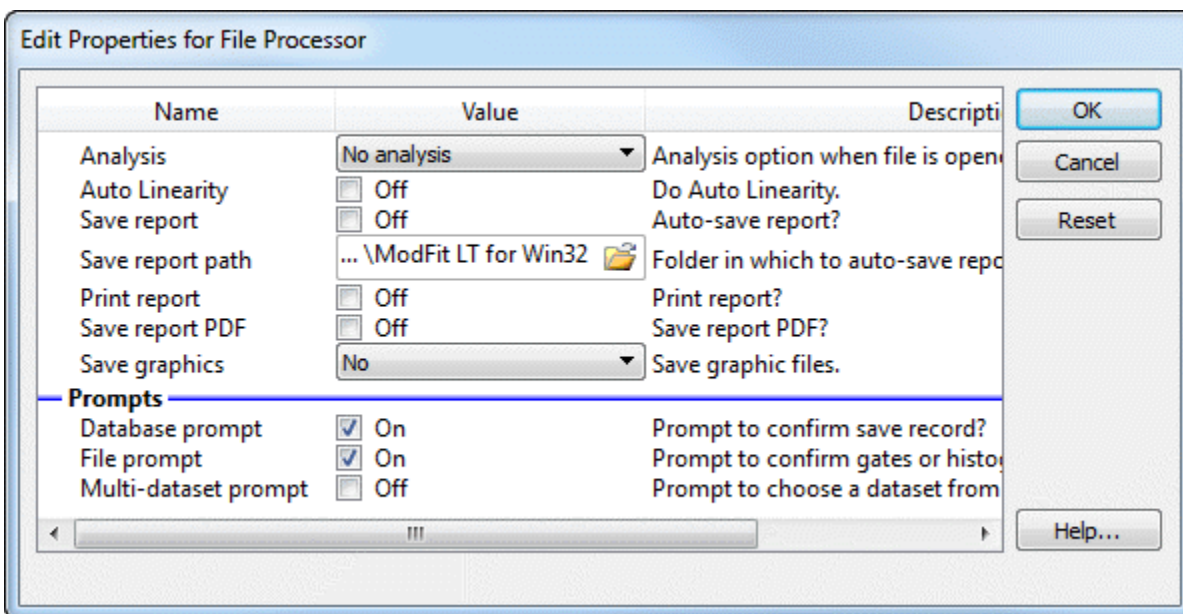 Edit Properties for File Processor
Name Value Descripti
Analysis No analysis Analysis option when file is opene
Auto Linearity Off Do Auto Linearity.
Save report Off Auto-save report?
Save report path ... \ModFit LT for Win32 Folder in which to auto-save repo
Print report Off Print report?
Save report PDF Off Save report PDF?
Save graphics No Save graphic files.
Prompts
Database prompt On Prompt to confirm save record?
File prompt On Prompt to confirm gates or histo
Multi-dataset prompt Off Prompt to choose a dataset from
OK
Cancel
Reset
Help...